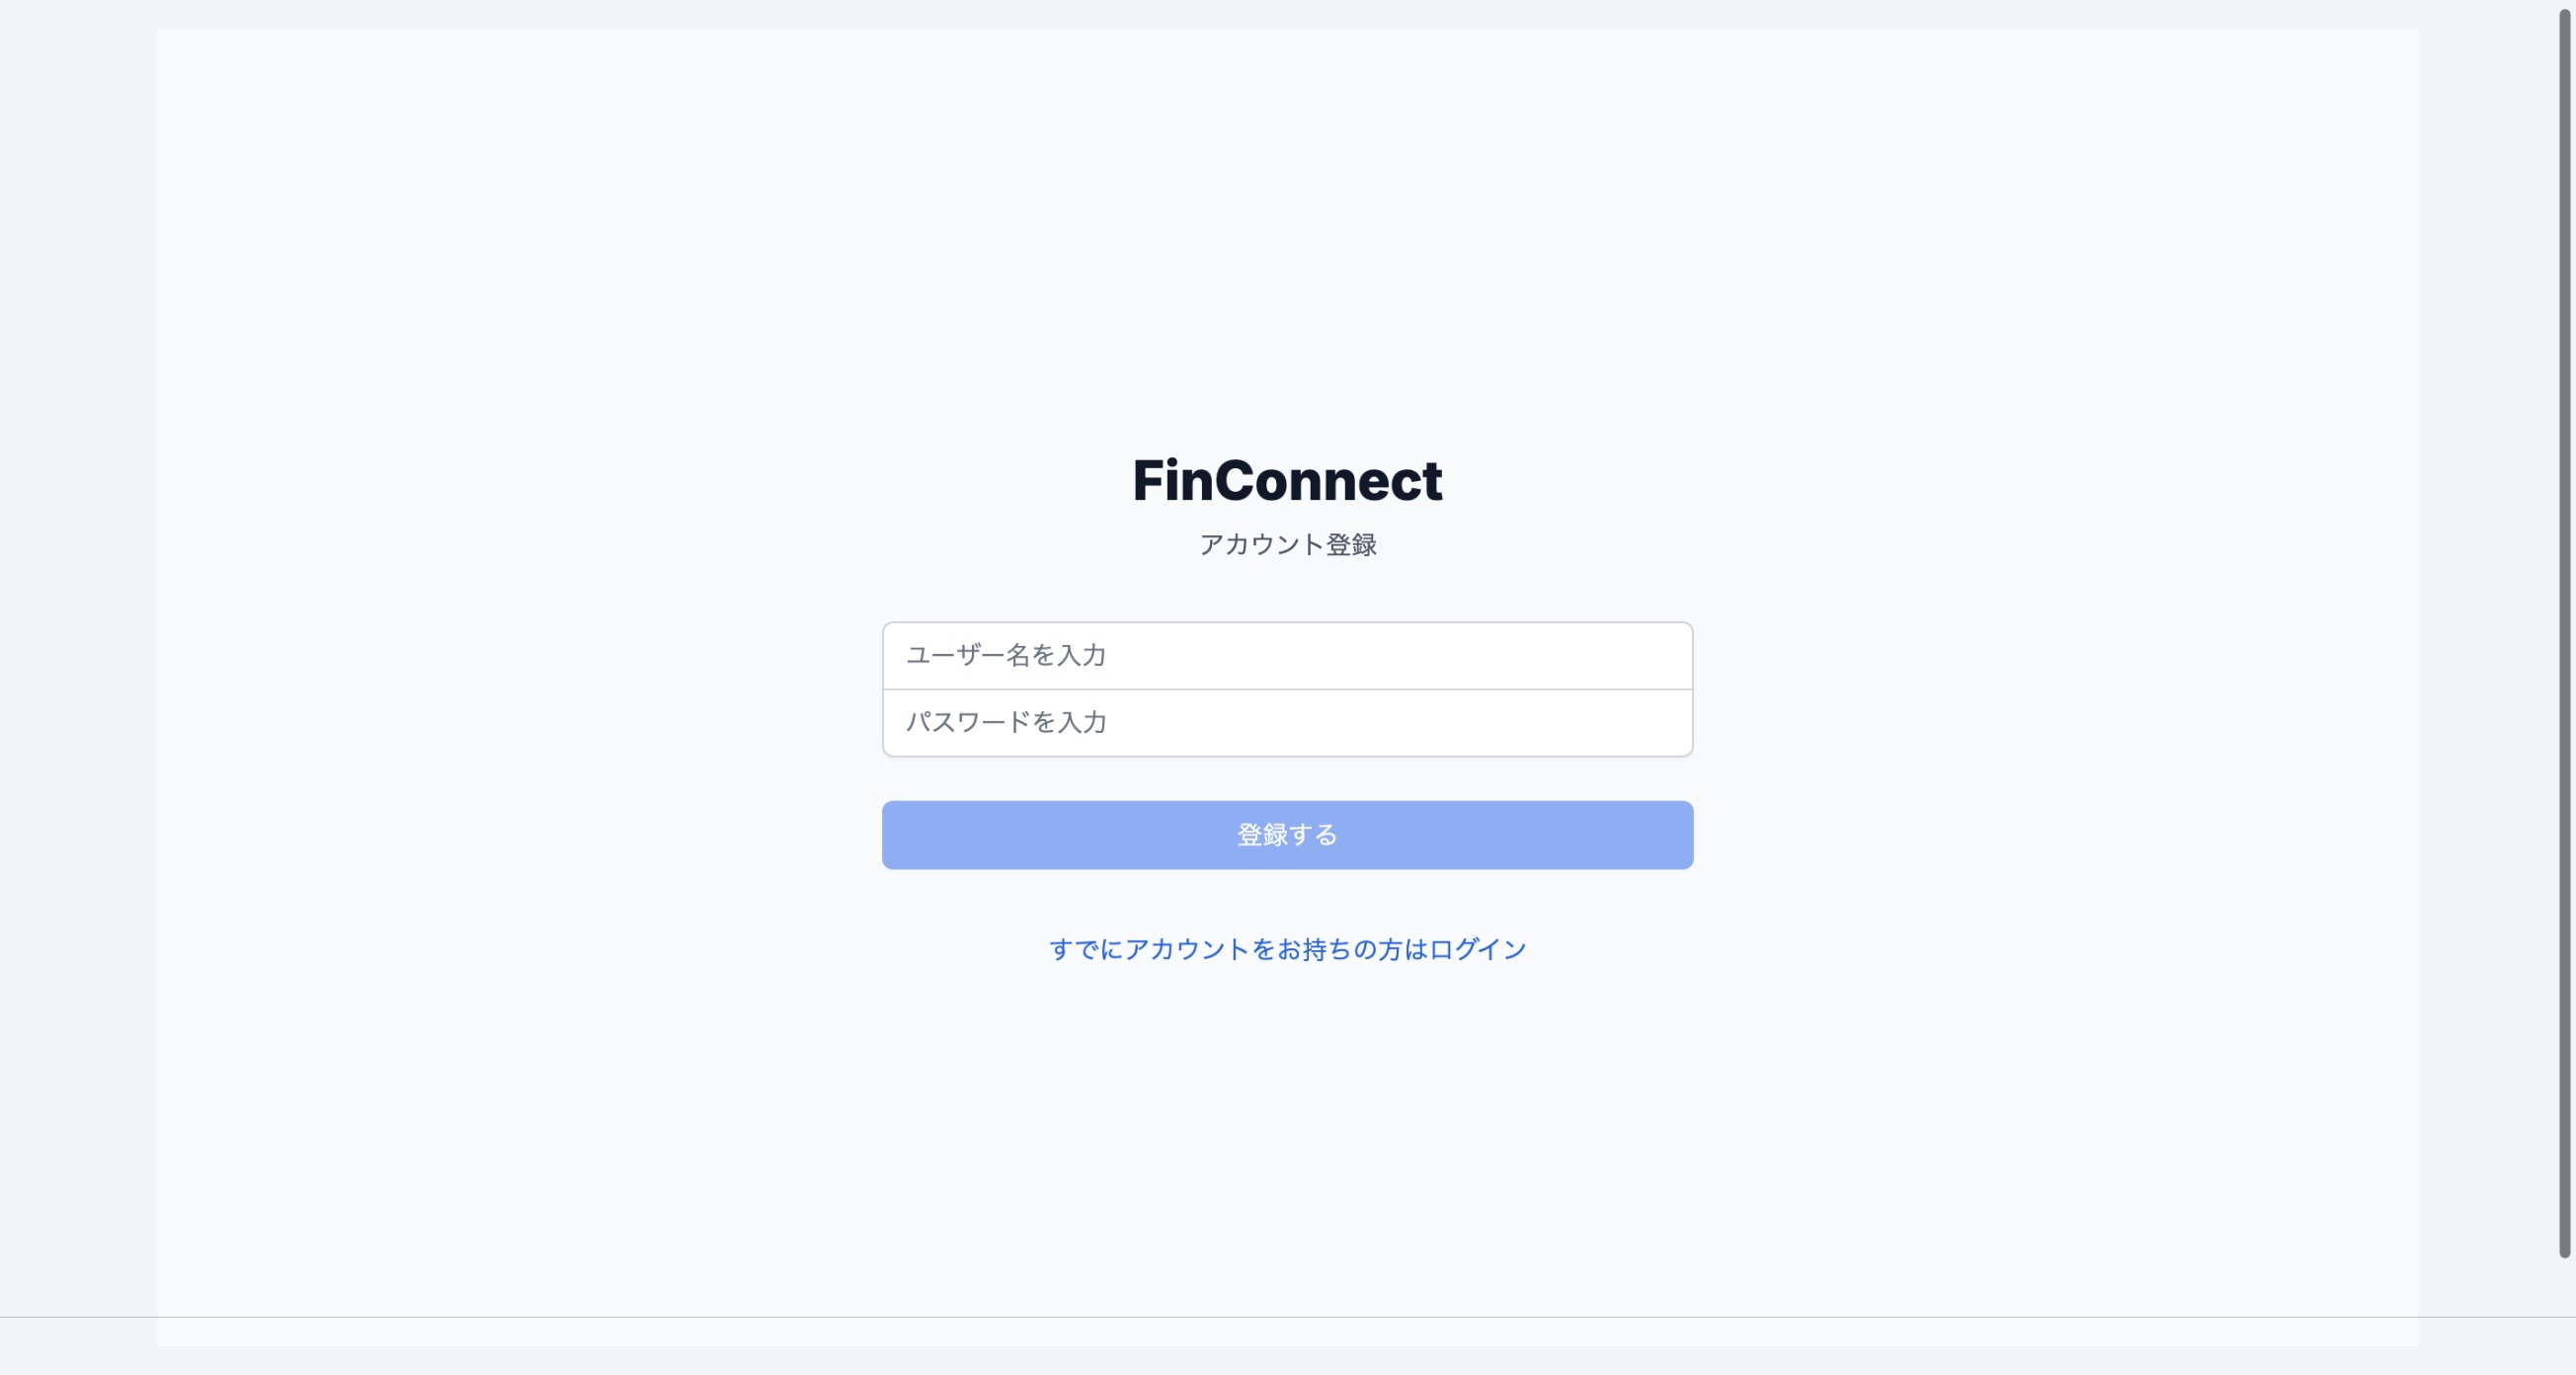 FinConnect
アカウント登録
ユーザー名を入力
パスワードを入力
登録する
すでにアカウントをお持ちの方はログイン